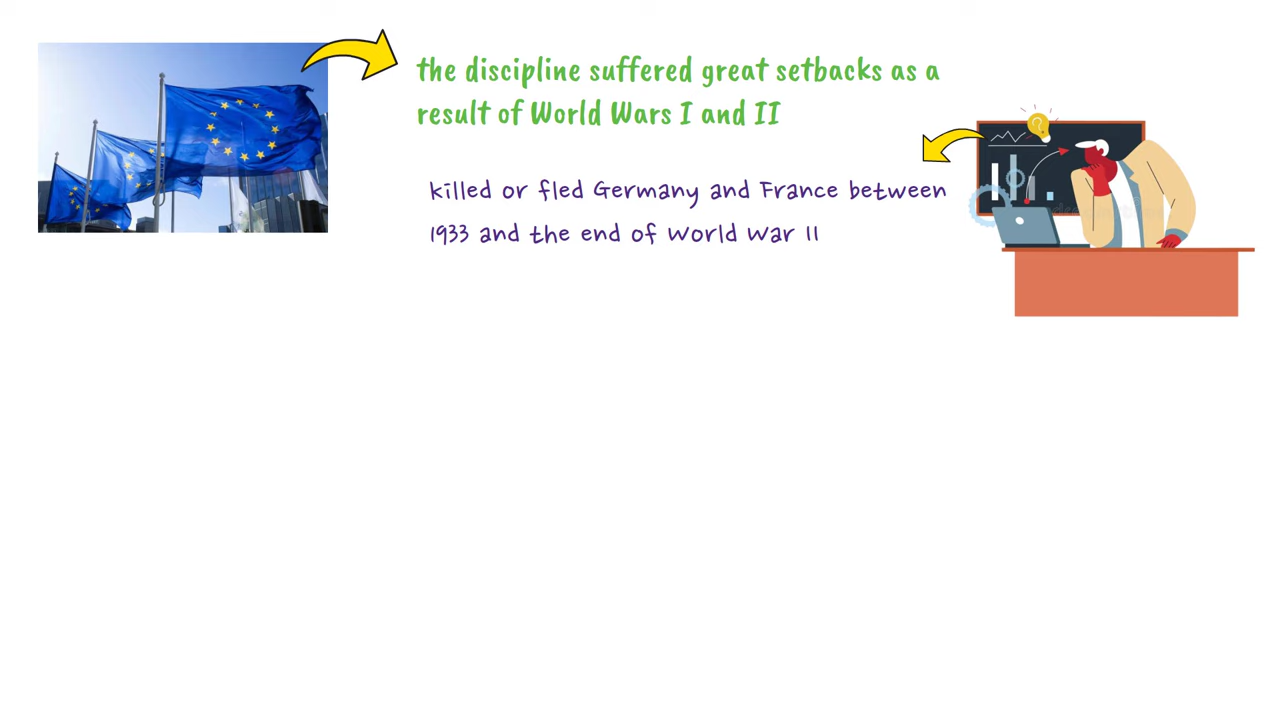 the discipline suffered great setbacks as a
result of World Wars I and II
killed or fled Germany and France between
1933 and the end of World War II